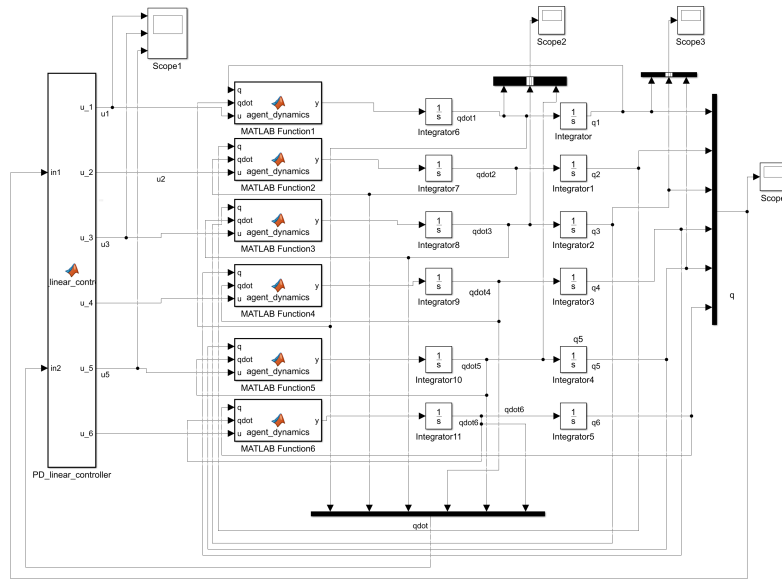 Scope1
Scope2
Scope3
Scope
u_1
u1
u_2
u2
in1
u_3
u3
_linear_contr
u_4
in2
u_5
u5
u_6
PD_linear_controller
q
qdot
u
y
agent_dynamics
MATLAB Function1
1
s
Integrator6
qdot1
1
s
q1
Integrator
q
qdot
u
y
agent_dynamics
MATLAB Function2
1
s
Integrator7
qdot2
1
s
q2
Integrator1
q
qdot
u
y
agent_dynamics
MATLAB Function3
1
s
Integrator8
qdot3
1
s
q3
Integrator2
q
qdot
u
y
agent_dynamics
MATLAB Function4
1
s
Integrator9
qdot4
1
s
q4
Integrator3
q
qdot
u
y
agent_dynamics
MATLAB Function5
1
s
Integrator10
qdot5
q5
1
s
q5
Integrator4
q
qdot
u
y
agent_dynamics
MATLAB Function6
1
s
Integrator11
qdot6
qdot6
1
s
q6
Integrator5
q
qdot